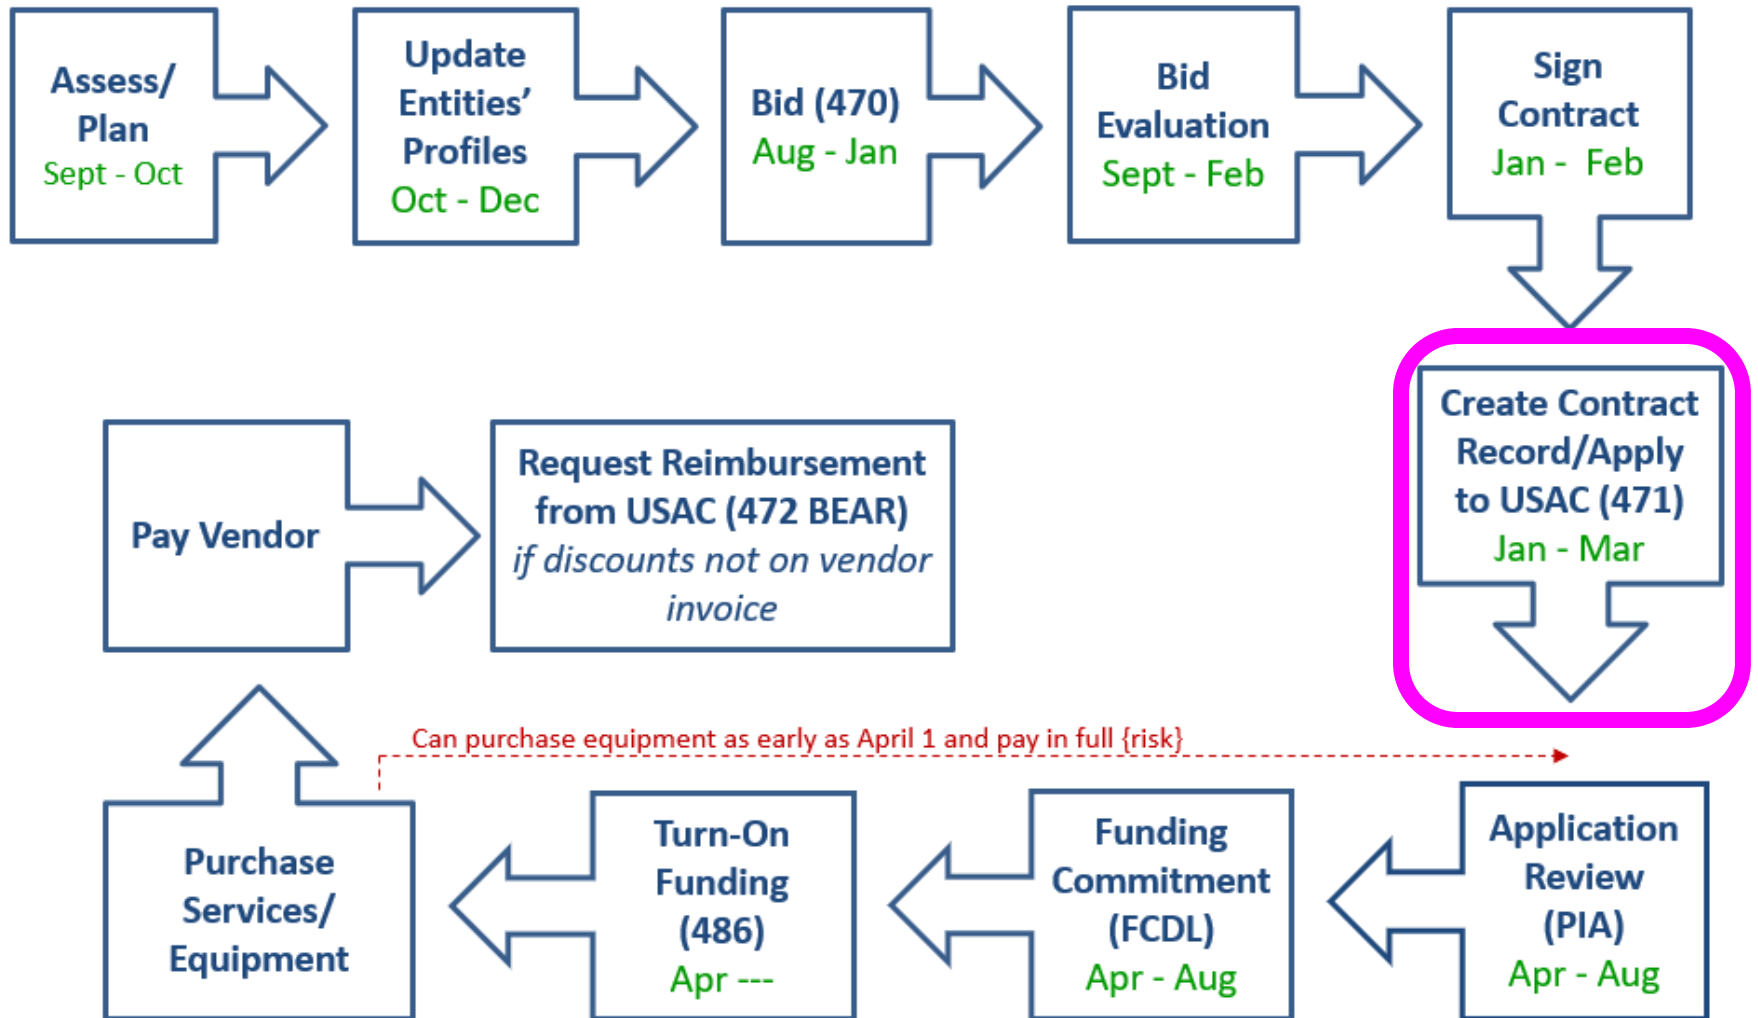 Assess/
Plan
Sept - Oct
Update
Entities’
Profiles
Oct - Dec
Bid (470)
Aug - Jan
Bid
Evaluation
Sept - Feb
Sign
Contract
Jan -  Feb
Create Contract
Record/Apply
to USAC (471)
Jan - Mar
Application
Review
(PIA)
Apr - Aug
Funding
Commitment
(FCDL)
Apr - Aug
Turn-On
Funding
(486)
Apr ---
Purchase
Services/
Equipment
Can purchase equipment as early as April 1 and pay in full {risk}
Pay Vendor
Request Reimbursement
from USAC (472 BEAR)
if discounts not on vendor
invoice